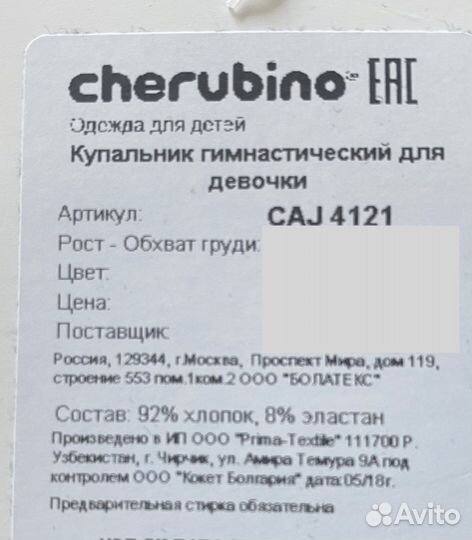 cherubino® EAC
Одежда для детей
Купальник гимнастический для
девочки
Артикул: CAJ 4121
Рост - Обхват груди:
Цвет:
Цена:
Поставщик
Россия, 129344, г.Москва, Проспект Мира, дом 119,
строение 553 пом.1ком.2 ООО "БОЛАТЕКС"
Состав: 92% хлопок, 8% эластан
Произведено в ИП ООО "Prima-Textile" 111700 Р.
Узбекистан, г. Чирчик, ул. Амира Темура 9А под
контролем ООО "Кокет Болгария" дата:05/18г.
Предварительная стирка обязательна
Avito